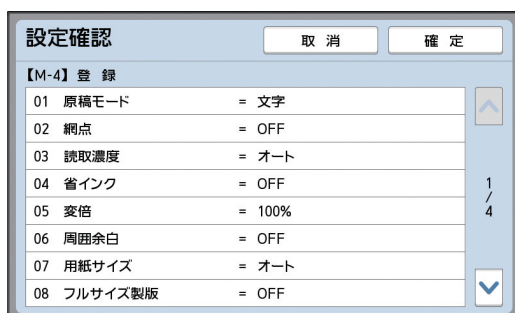 設定確認 取 消 確 定
【M-4】登 録
01 原稿モード = 文字
02 網点 = OFF
03 読取濃度 = オート
04 省インク = OFF
05 変倍 = 100%
06 周囲余白 = OFF
07 用紙サイズ = オート
08 フルサイズ製版 = OFF
1/4